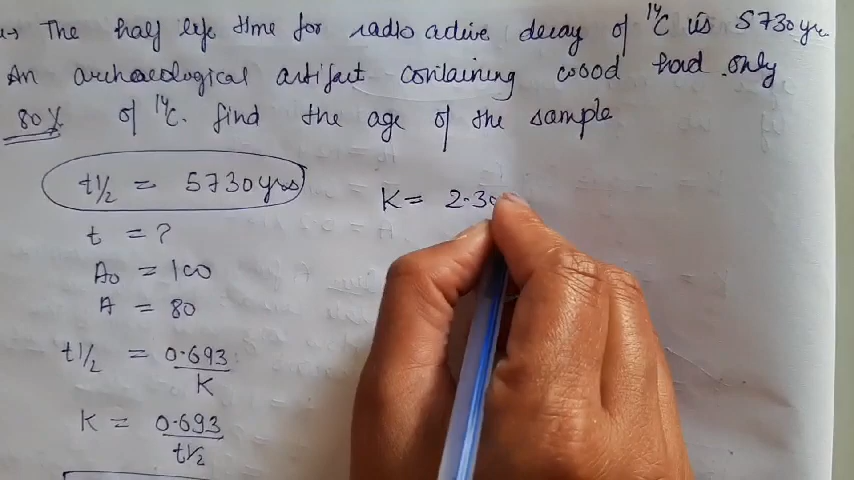 The half life time for radio active decay of ¹⁴C is 5730 yrs.
An archaeological artifact containing wood had only
80% of ¹⁴C. find the age of the sample
t1/2 = 5730yrs
K = 2.30
t = ?
A₀ = 100
A = 80
t1/2 = 0.693/K
K = 0.693/t1/2